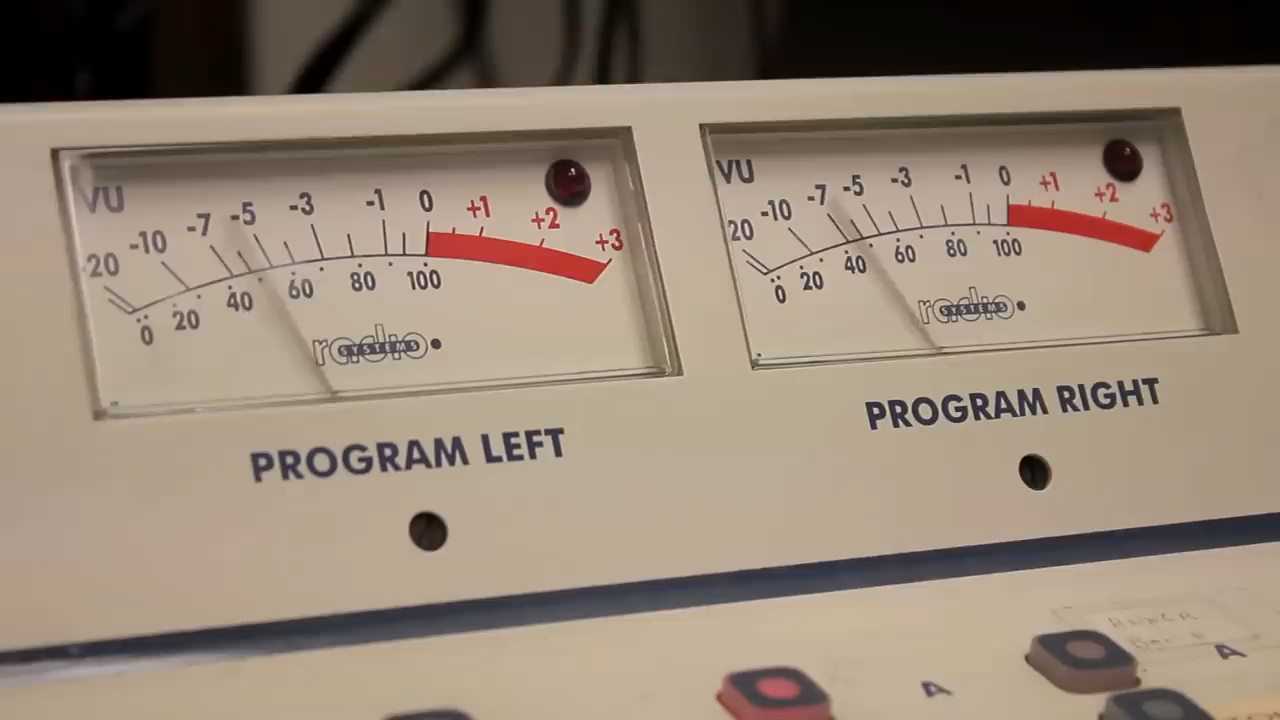 VU
-20 -10 -7 -5 -3 -1 0 +1 +2 +3
0 20 40 60 80 100
radio
SYSTEMS
PROGRAM LEFT
VU
20 -10 -7 -5 -3 -1 0 +1 +2 +3
0 20 40 60 80 100
radio
SYSTEMS
PROGRAM RIGHT
A
A